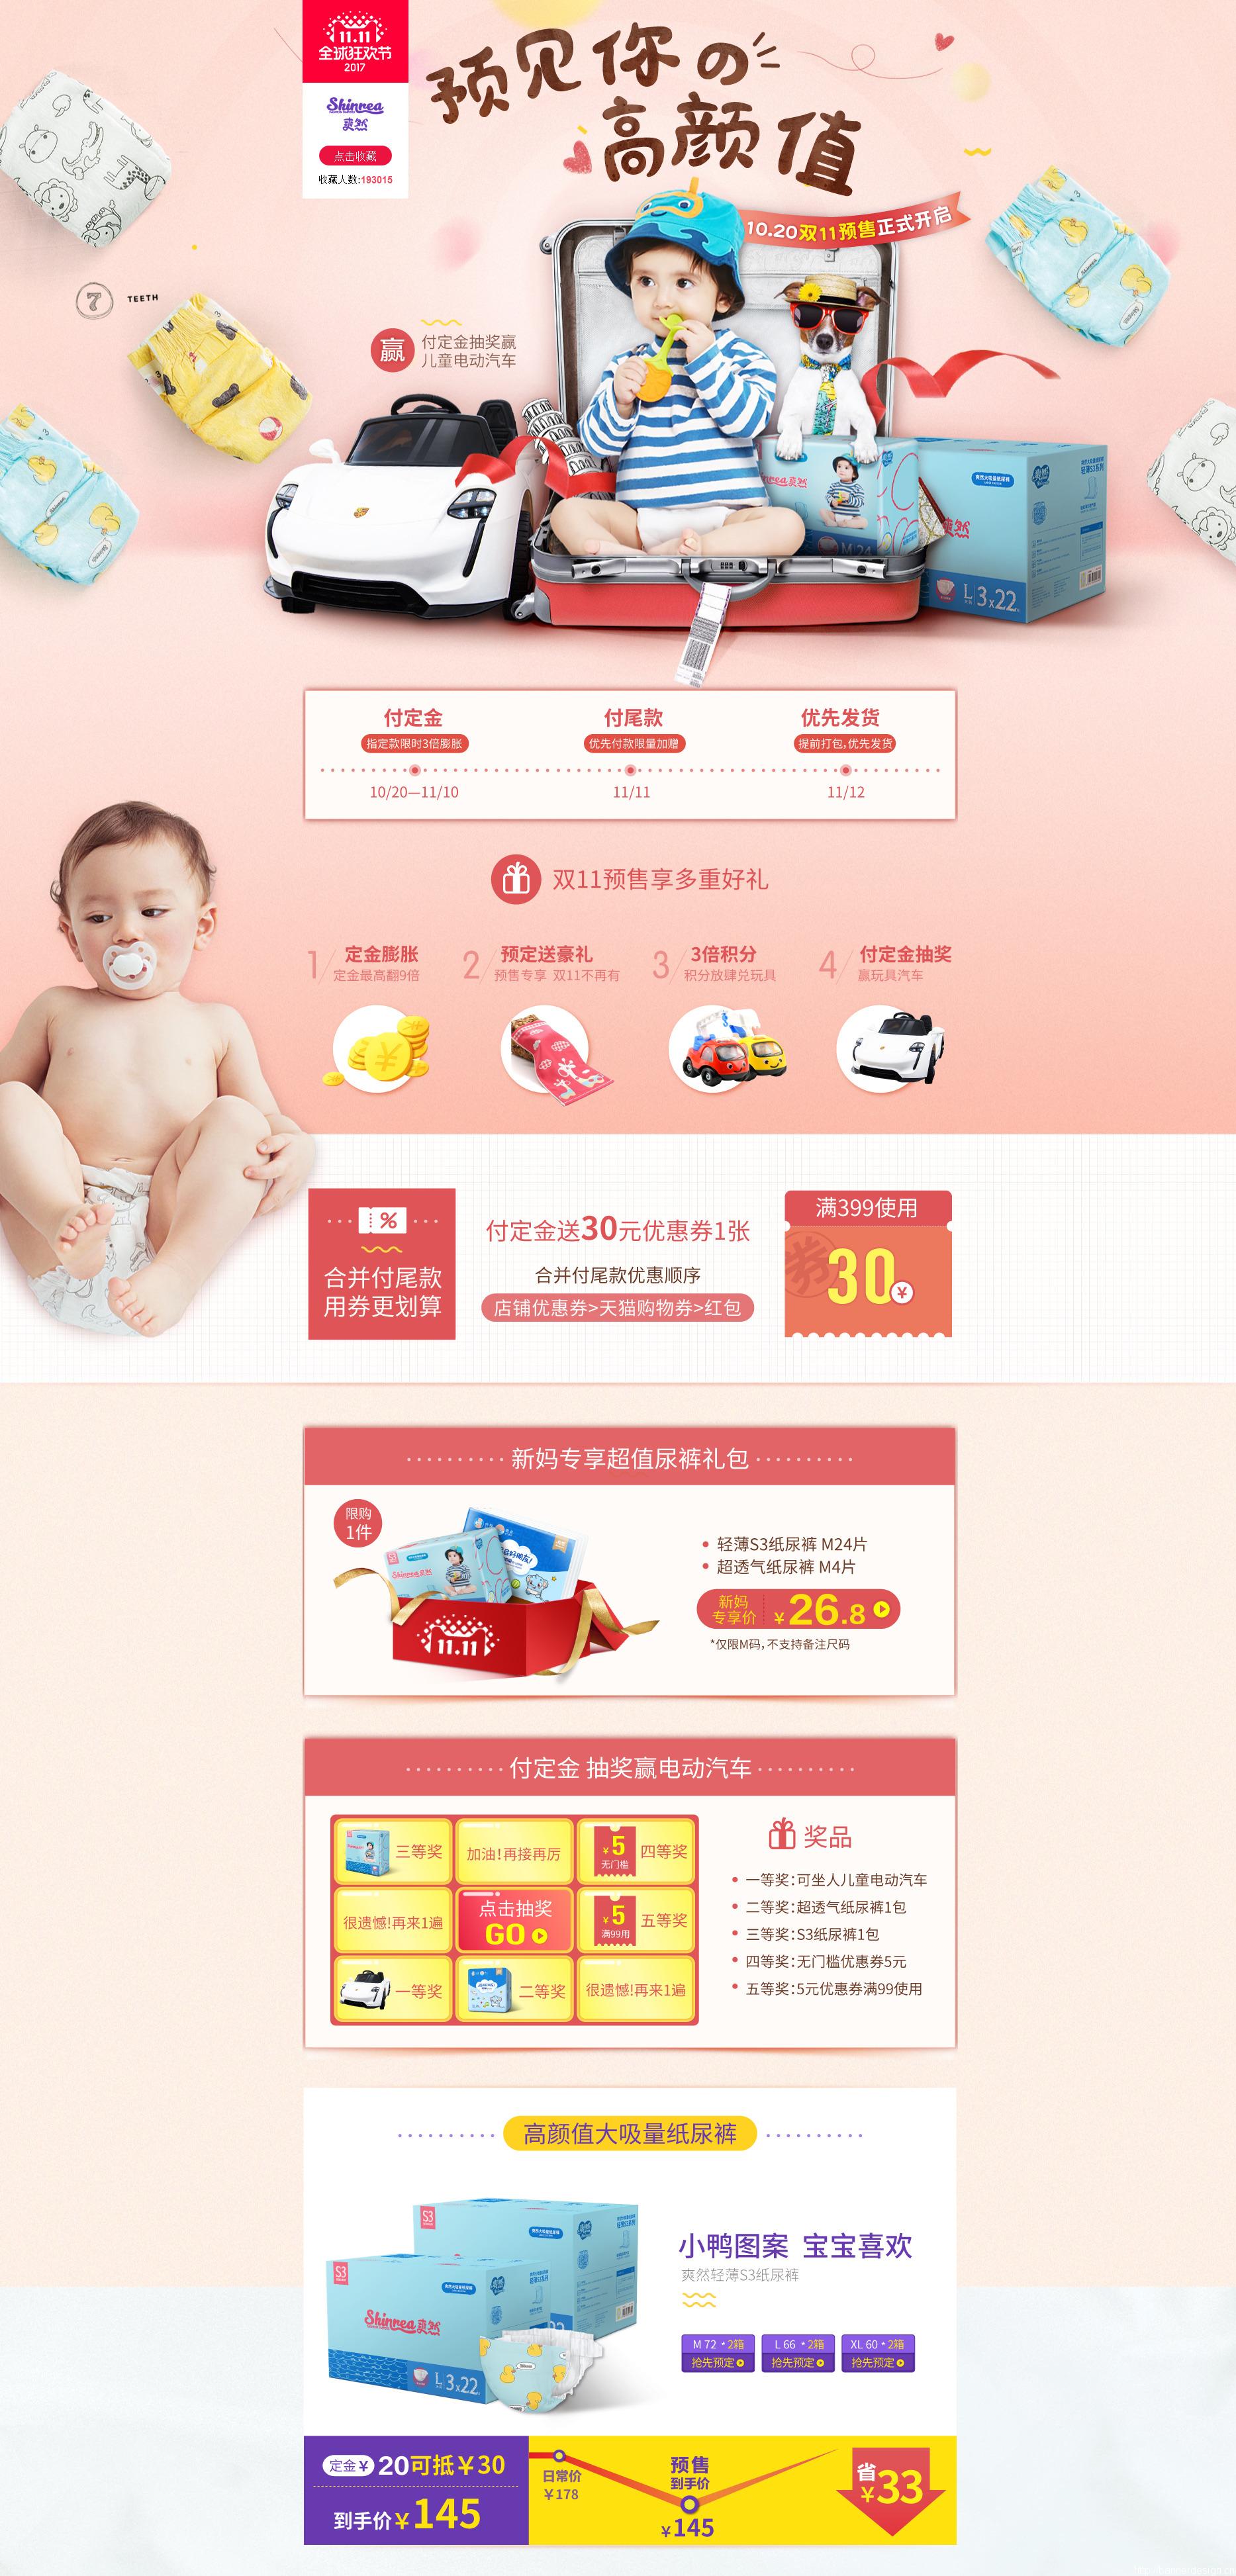 11.11
全球狂欢节
2017
Shinrea
爽然
点击收藏
收藏人数:193015
预见你の
高颜值
10.20双11预售正式开启
7 TEETH
赢
付定金抽奖赢
儿童电动汽车
Shinrea爽然
M 24
爽然
L 3x22
付定金
指定款限时3倍膨胀
10/20—11/10
付尾款
优先付款限量加赠
11/11
优先发货
提前打包,优先发货
11/12
双11预售享多重好礼
1 定金膨胀
定金最高翻9倍
2 预定送豪礼
预售专享 双11不再有
3 3倍积分
积分放肆兑玩具
4 付定金抽奖
赢玩具汽车
%
合并付尾款
用券更划算
付定金送30元优惠券1张
合并付尾款优惠顺序
店铺优惠券>天猫购物券>红包
满399使用
券
30¥
新妈专享超值尿裤礼包
限购
1件
S3
Shinrea爽然
11.11
轻薄S3纸尿裤 M24片
超透气纸尿裤 M4片
新妈
专享价
¥26.8
*仅限M码,不支持备注尺码
付定金 抽奖赢电动汽车
三等奖
加油!再接再厉
¥5
无门槛
四等奖
很遗憾!再来1遍
点击抽奖
GO
¥5
满99用
五等奖
一等奖
二等奖
很遗憾!再来1遍
奖品
一等奖:可坐人儿童电动汽车
二等奖:超透气纸尿裤1包
三等奖:S3纸尿裤1包
四等奖:无门槛优惠券5元
五等奖:5元优惠券满99使用
高颜值大吸量纸尿裤
S3
S3
Shinrea爽然
L 3x22
小鸭图案 宝宝喜欢
爽然轻薄S3纸尿裤
M 72 *2箱
抢先预定
L 66 *2箱
抢先预定
XL 60 *2箱
抢先预定
定金¥ 20可抵¥30
到手价¥145
日常价
¥178
预售
到手价
¥145
省
¥33